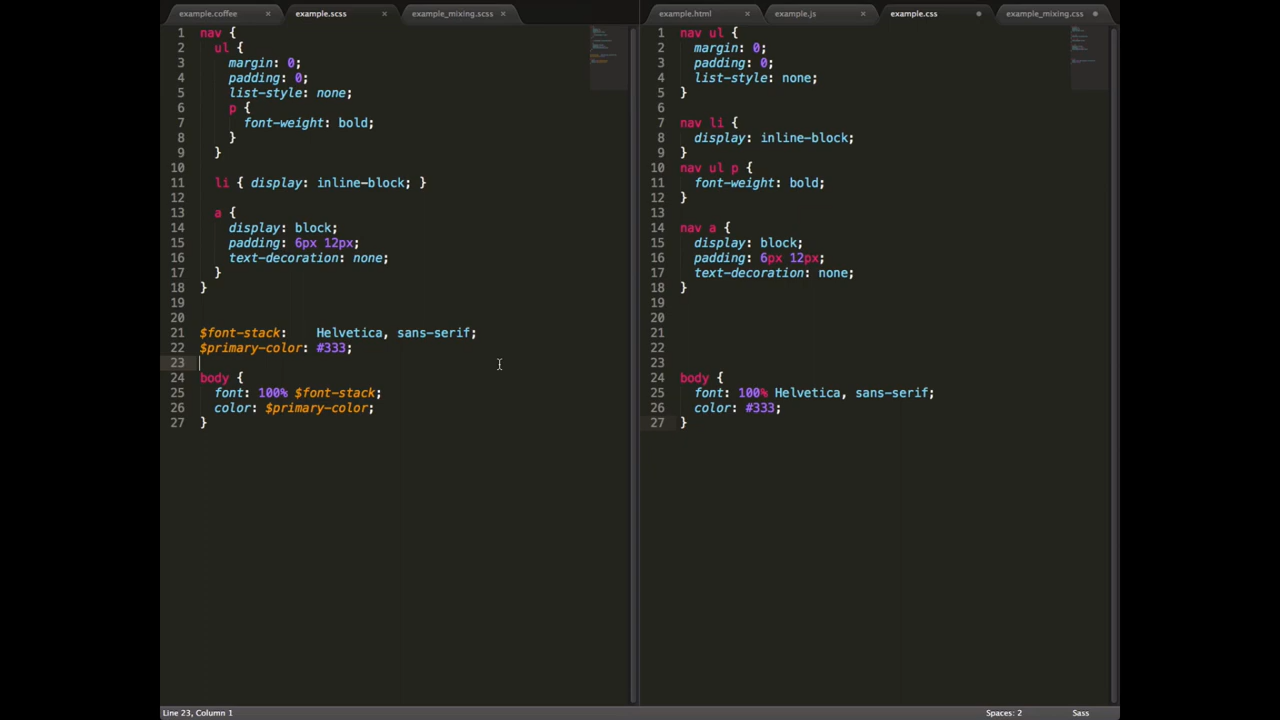 example.coffee × example.scss × example_mixing.scss ×
1 nav {
2 ul {
3 margin: 0;
4 padding: 0;
5 list-style: none;
6 p {
7 font-weight: bold;
8 }
9 }
10
11 li { display: inline-block; }
12
13 a {
14 display: block;
15 padding: 6px 12px;
16 text-decoration: none;
17 }
18 }
19
20
21 $font-stack: Helvetica, sans-serif;
22 $primary-color: #333;
23
24 body {
25 font: 100% $font-stack;
26 color: $primary-color;
27 }
example.html × example.js × example.css example_mixing.css
1 nav ul {
2 margin: 0;
3 padding: 0;
4 list-style: none;
5 }
6
7 nav li {
8 display: inline-block;
9 }
10 nav ul p {
11 font-weight: bold;
12 }
13
14 nav a {
15 display: block;
16 padding: 6px 12px;
17 text-decoration: none;
18 }
19
20
21
22
23
24 body {
25 font: 100% Helvetica, sans-serif;
26 color: #333;
27 }
Line 23, Column 1 Spaces: 2 Sass